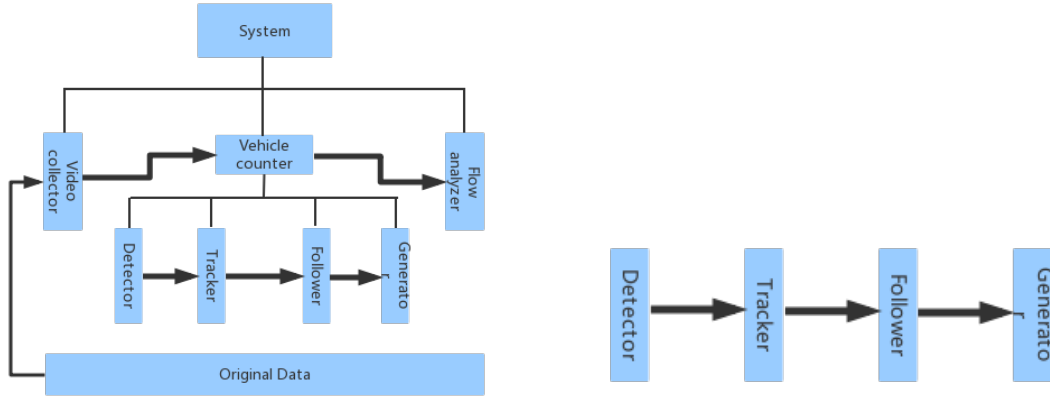 System
Video
collector
Vehicle
counter
Flow
analyzer
Detector
Tracker
Follower
Generato
r
Original Data
Detector
Tracker
Follower
Generato
r